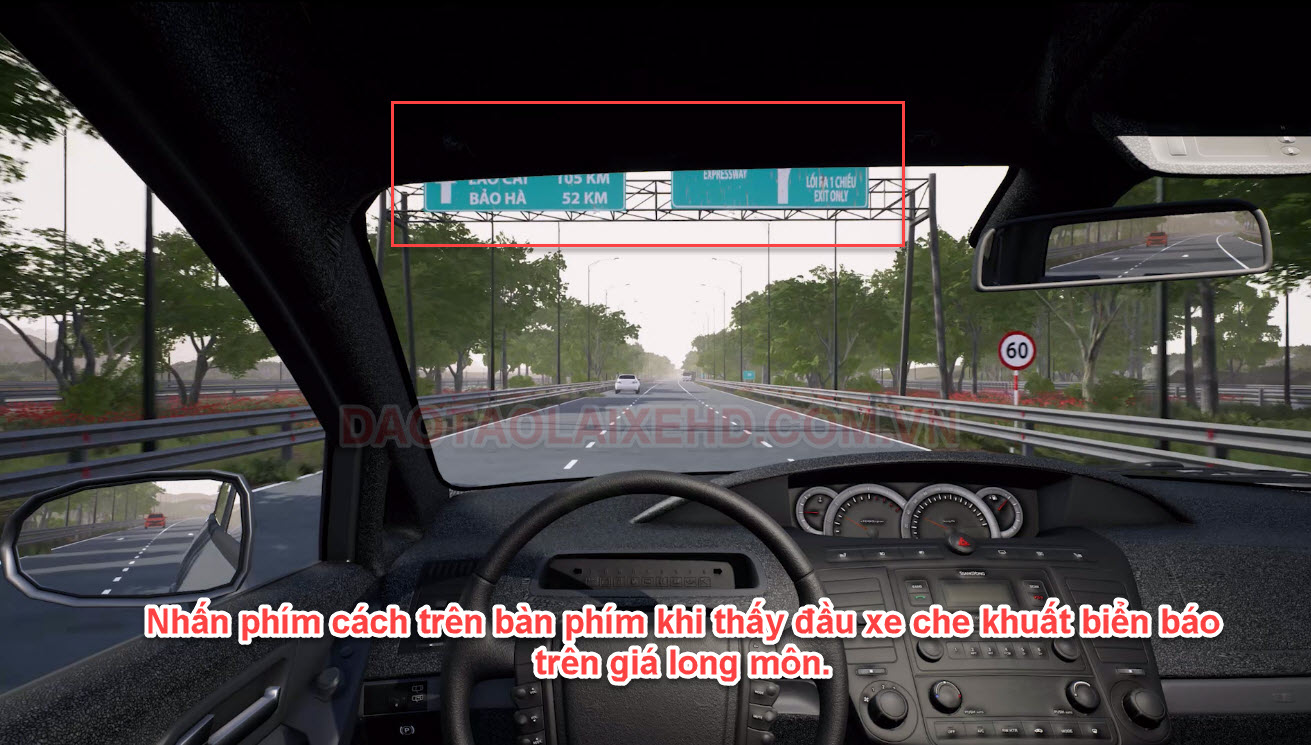 LÀO CAI 105 KM
BẢO HÀ 52 KM
EXPRESSWAY
LỐI RA 1 CHIỀU
EXIT ONLY
60
DAOTAOLAIXEHD.COM.VN
Nhấn phím cách trên bàn phím khi thấy đầu xe che khuất biển báo
trên giá long môn.